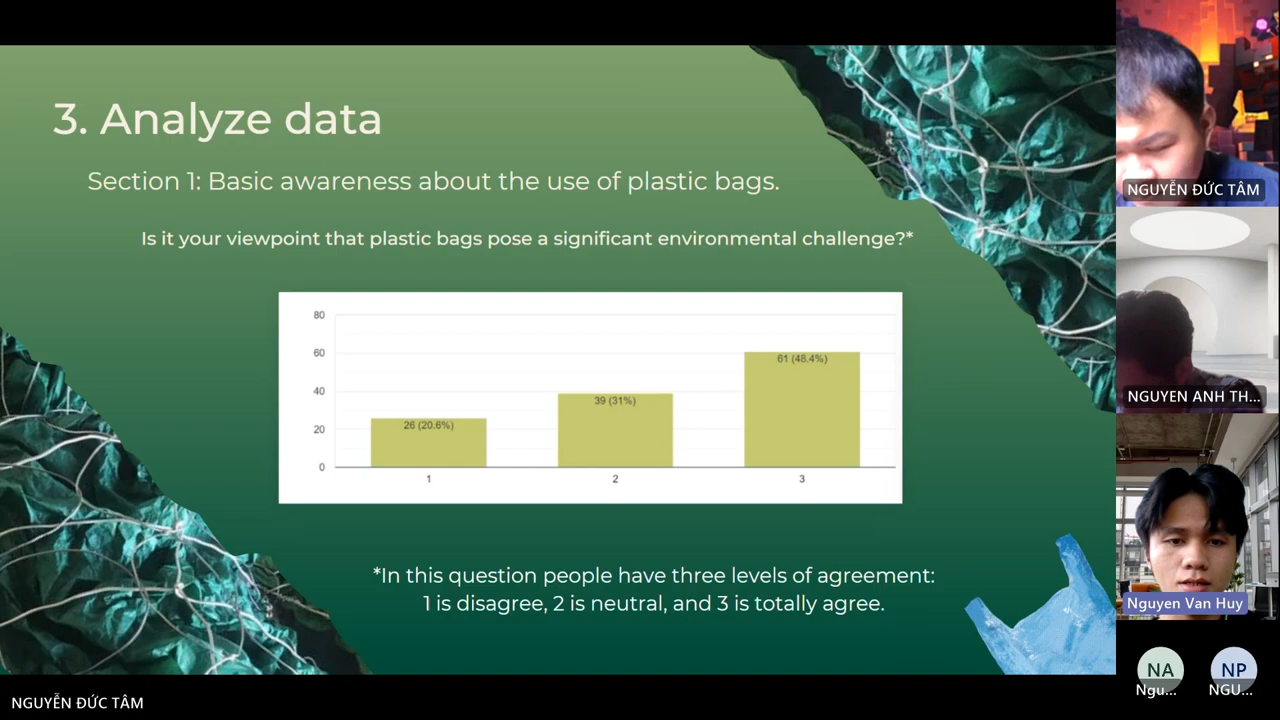 3. Analyze data
Section 1: Basic awareness about the use of plastic bags.
Is it your viewpoint that plastic bags pose a significant environmental challenge?*
80
60
40
20
0
26 (20.6%)
39 (31%)
61 (48.4%)
1
2
3
*In this question people have three levels of agreement:
1 is disagree, 2 is neutral, and 3 is totally agree.
NGUYỄN ĐỨC TÂM
NGUYỄN ĐỨC TÂM
NGUYEN ANH TH...
Nguyen Van Huy
NA
Ngu...
NP
NGU...